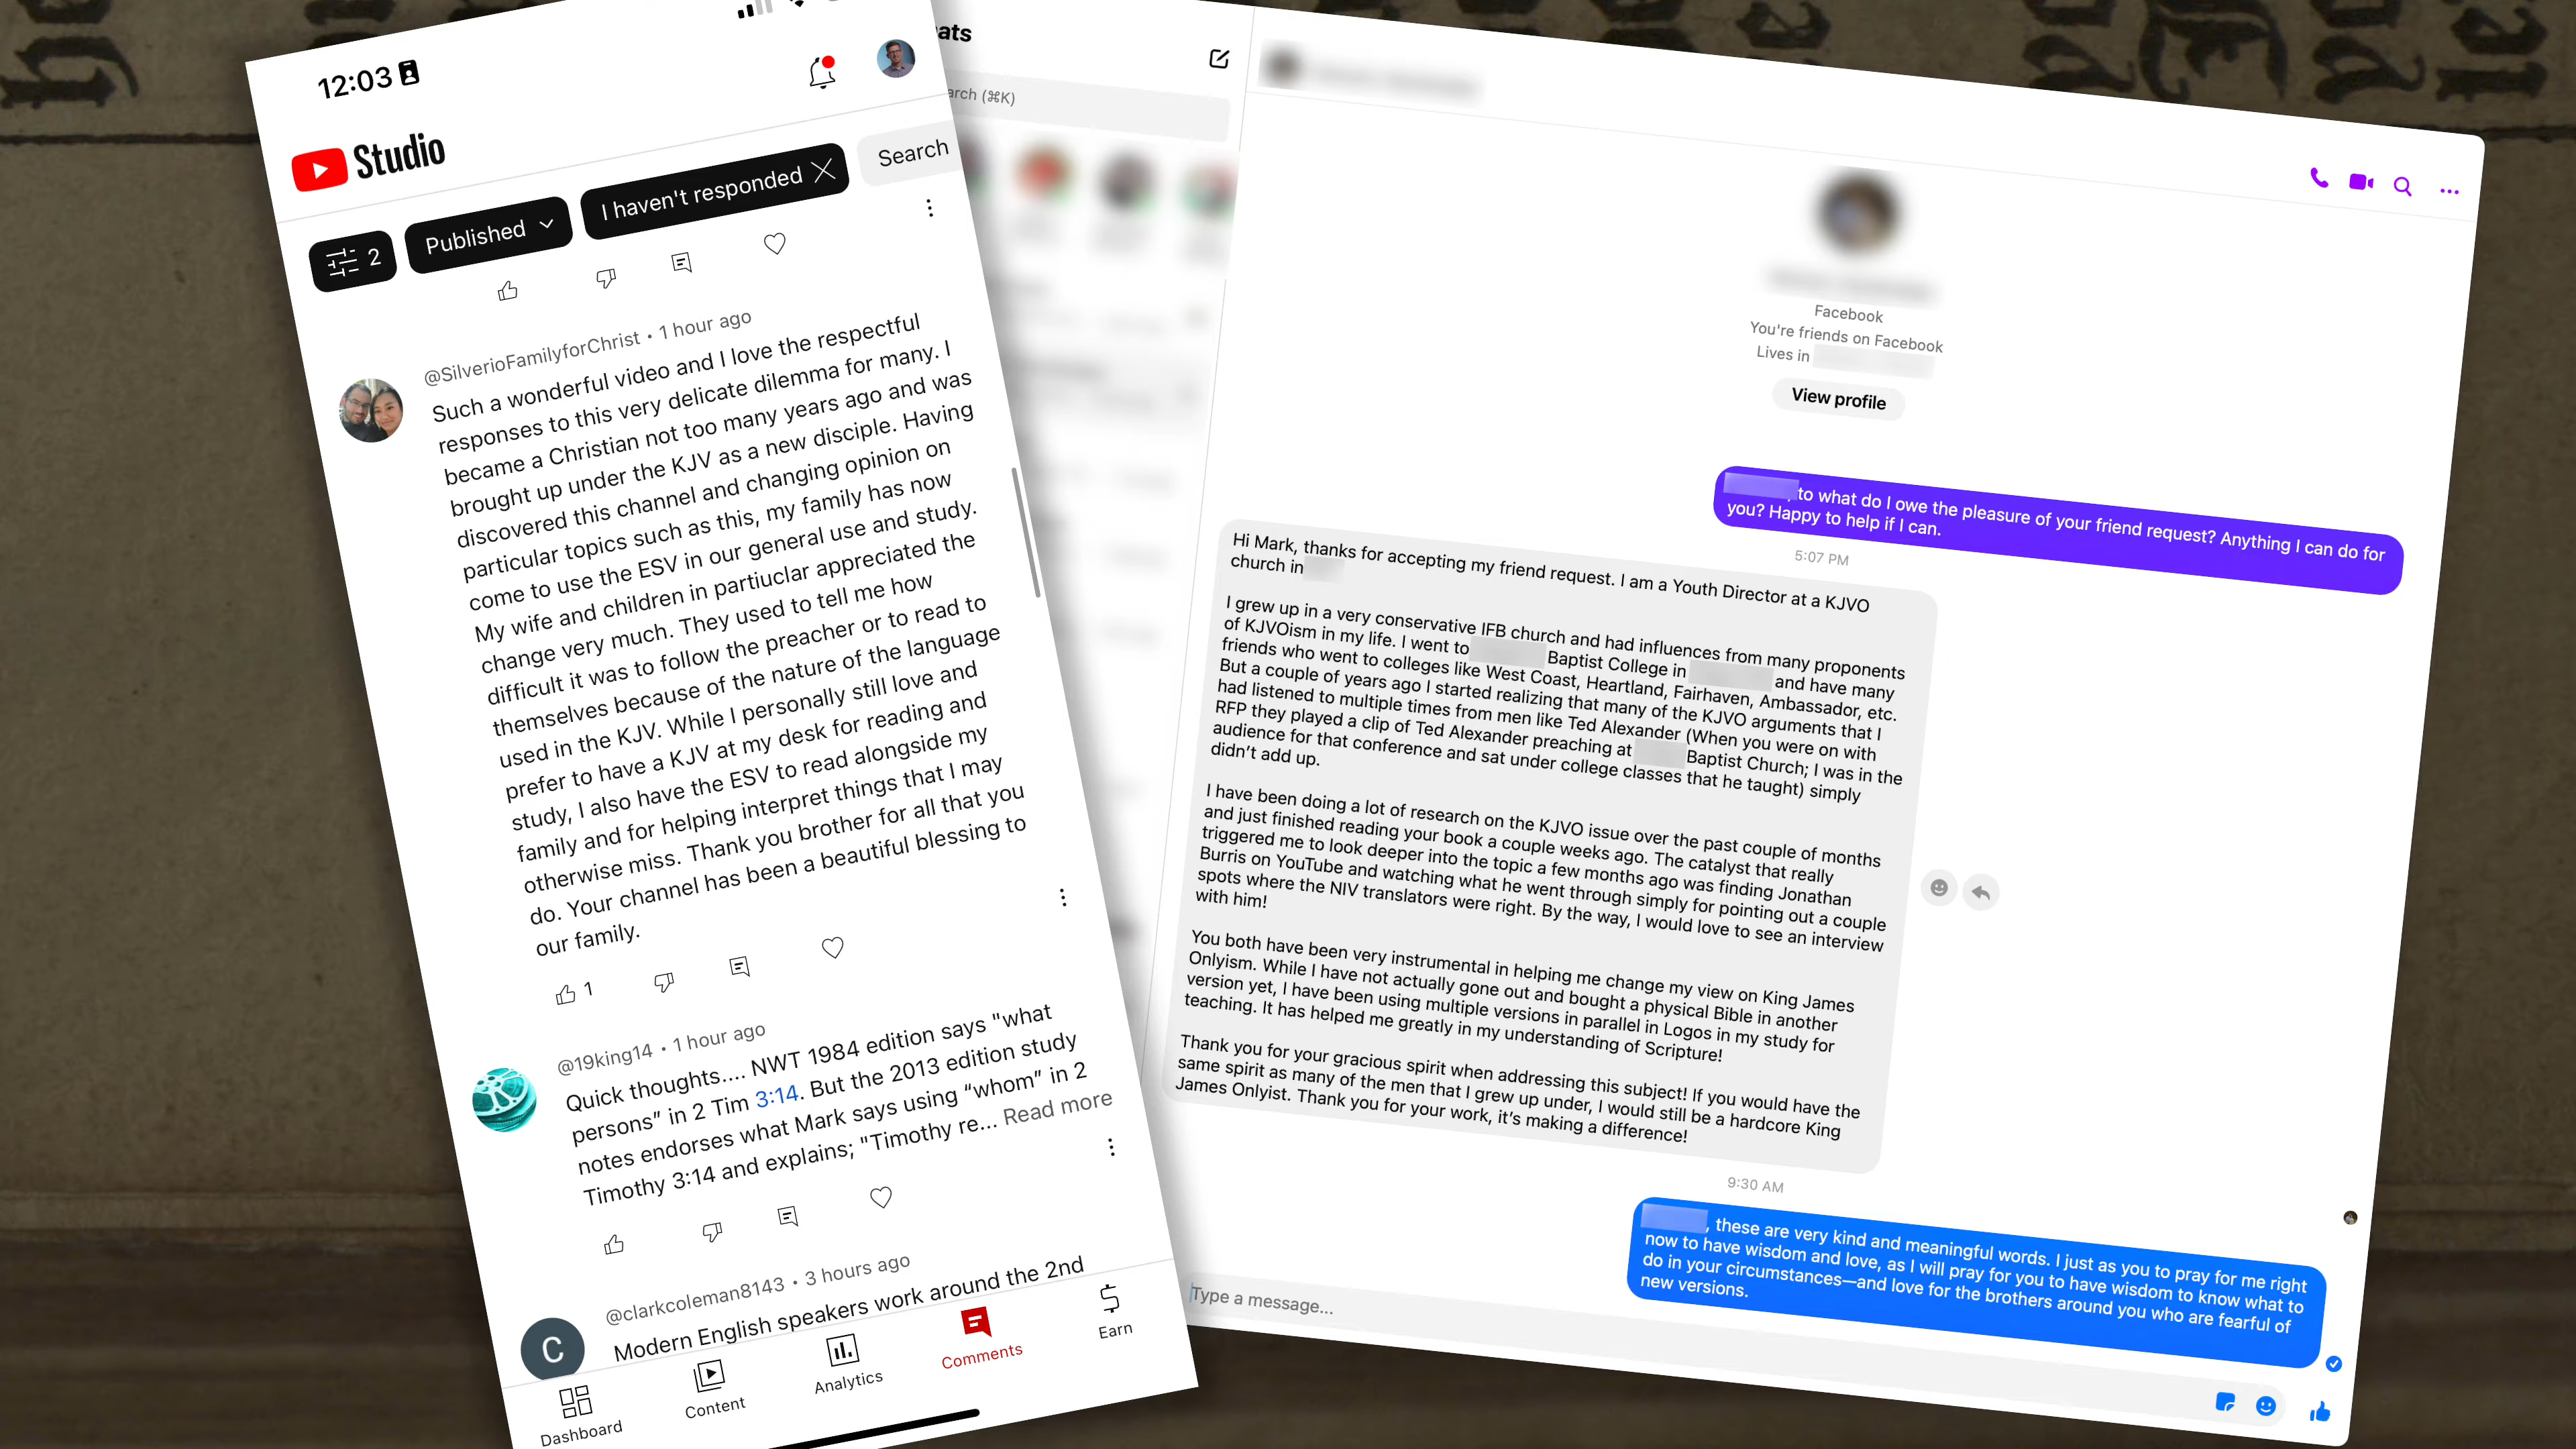 12:03
Studio
2
Published
I haven't responded
Search
@SilverioFamilyforChrist • 1 hour ago
Such a wonderful video and I love the respectful
responses to this very delicate dilemma for many. I
became a Christian not too many years ago and was
brought up under the KJV as a new disciple. Having
discovered this channel and changing opinion on
particular topics such as this, my family has now
come to use the ESV in our general use and study.
My wife and children in partiuclar appreciated the
change very much. They used to tell me how
difficult it was to follow the preacher or to read to
themselves because of the nature of the language
used in the KJV. While I personally still love and
prefer to have a KJV at my desk for reading and
study, I also have the ESV to read alongside my
family and for helping interpret things that I may
otherwise miss. Thank you brother for all that you
do. Your channel has been a beautiful blessing to
our family.
1
@19king14 • 1 hour ago
Quick thoughts.... NWT 1984 edition says "what
persons” in 2 Tim 3:14. But the 2013 edition study
notes endorses what Mark says using “whom” in 2
Timothy 3:14 and explains; "Timothy re... Read more
@clarkcoleman8143 • 3 hours ago
C
Modern English speakers work around the 2nd
Dashboard
Content
Analytics
Comments
Earn
ats
arch (⌘K)
Facebook
You're friends on Facebook
Lives in
View profile
, to what do I owe the pleasure of your friend request? Anything I can do for
you? Happy to help if I can.
5:07 PM
Hi Mark, thanks for accepting my friend request. I am a Youth Director at a KJVO
church in
I grew up in a very conservative IFB church and had influences from many proponents
of KJVOism in my life. I went to Baptist College in and have many
friends who went to colleges like West Coast, Heartland, Fairhaven, Ambassador, etc.
But a couple of years ago I started realizing that many of the KJVO arguments that I
had listened to multiple times from men like Ted Alexander (When you were on with
RFP they played a clip of Ted Alexander preaching at Baptist Church; I was in the
audience for that conference and sat under college classes that he taught) simply
didn’t add up.
I have been doing a lot of research on the KJVO issue over the past couple of months
and just finished reading your book a couple weeks ago. The catalyst that really
triggered me to look deeper into the topic a few months ago was finding Jonathan
Burris on YouTube and watching what he went through simply for pointing out a couple
spots where the NIV translators were right. By the way, I would love to see an interview
with him!
You both have been very instrumental in helping me change my view on King James
Onlyism. While I have not actually gone out and bought a physical Bible in another
version yet, I have been using multiple versions in parallel in Logos in my study for
teaching. It has helped me greatly in my understanding of Scripture!
Thank you for your gracious spirit when addressing this subject! If you would have the
same spirit as many of the men that I grew up under, I would still be a hardcore King
James Onlyist. Thank you for your work, it’s making a difference!
9:30 AM
, these are very kind and meaningful words. I just as you to pray for me right
now to have wisdom and love, as I will pray for you to have wisdom to know what to
do in your circumstances—and love for the brothers around you who are fearful of
new versions.
Type a message...